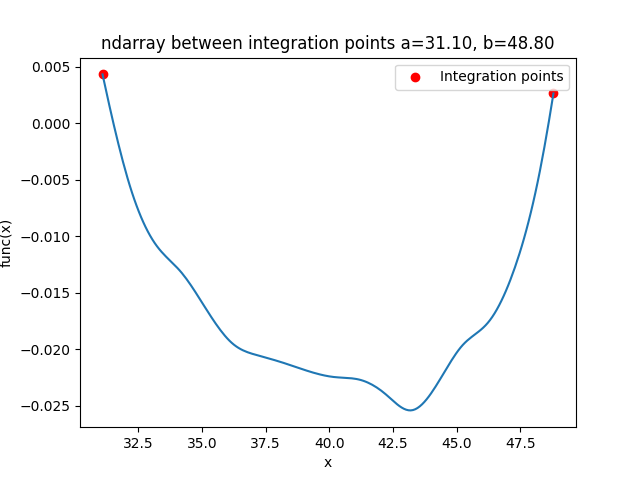 ndarray between integration points a=31.10, b=48.80
Integration points
0.005
0.000
−0.005
−0.010
−0.015
−0.020
−0.025
func(x)
32.5 35.0 37.5 40.0 42.5 45.0 47.5
x